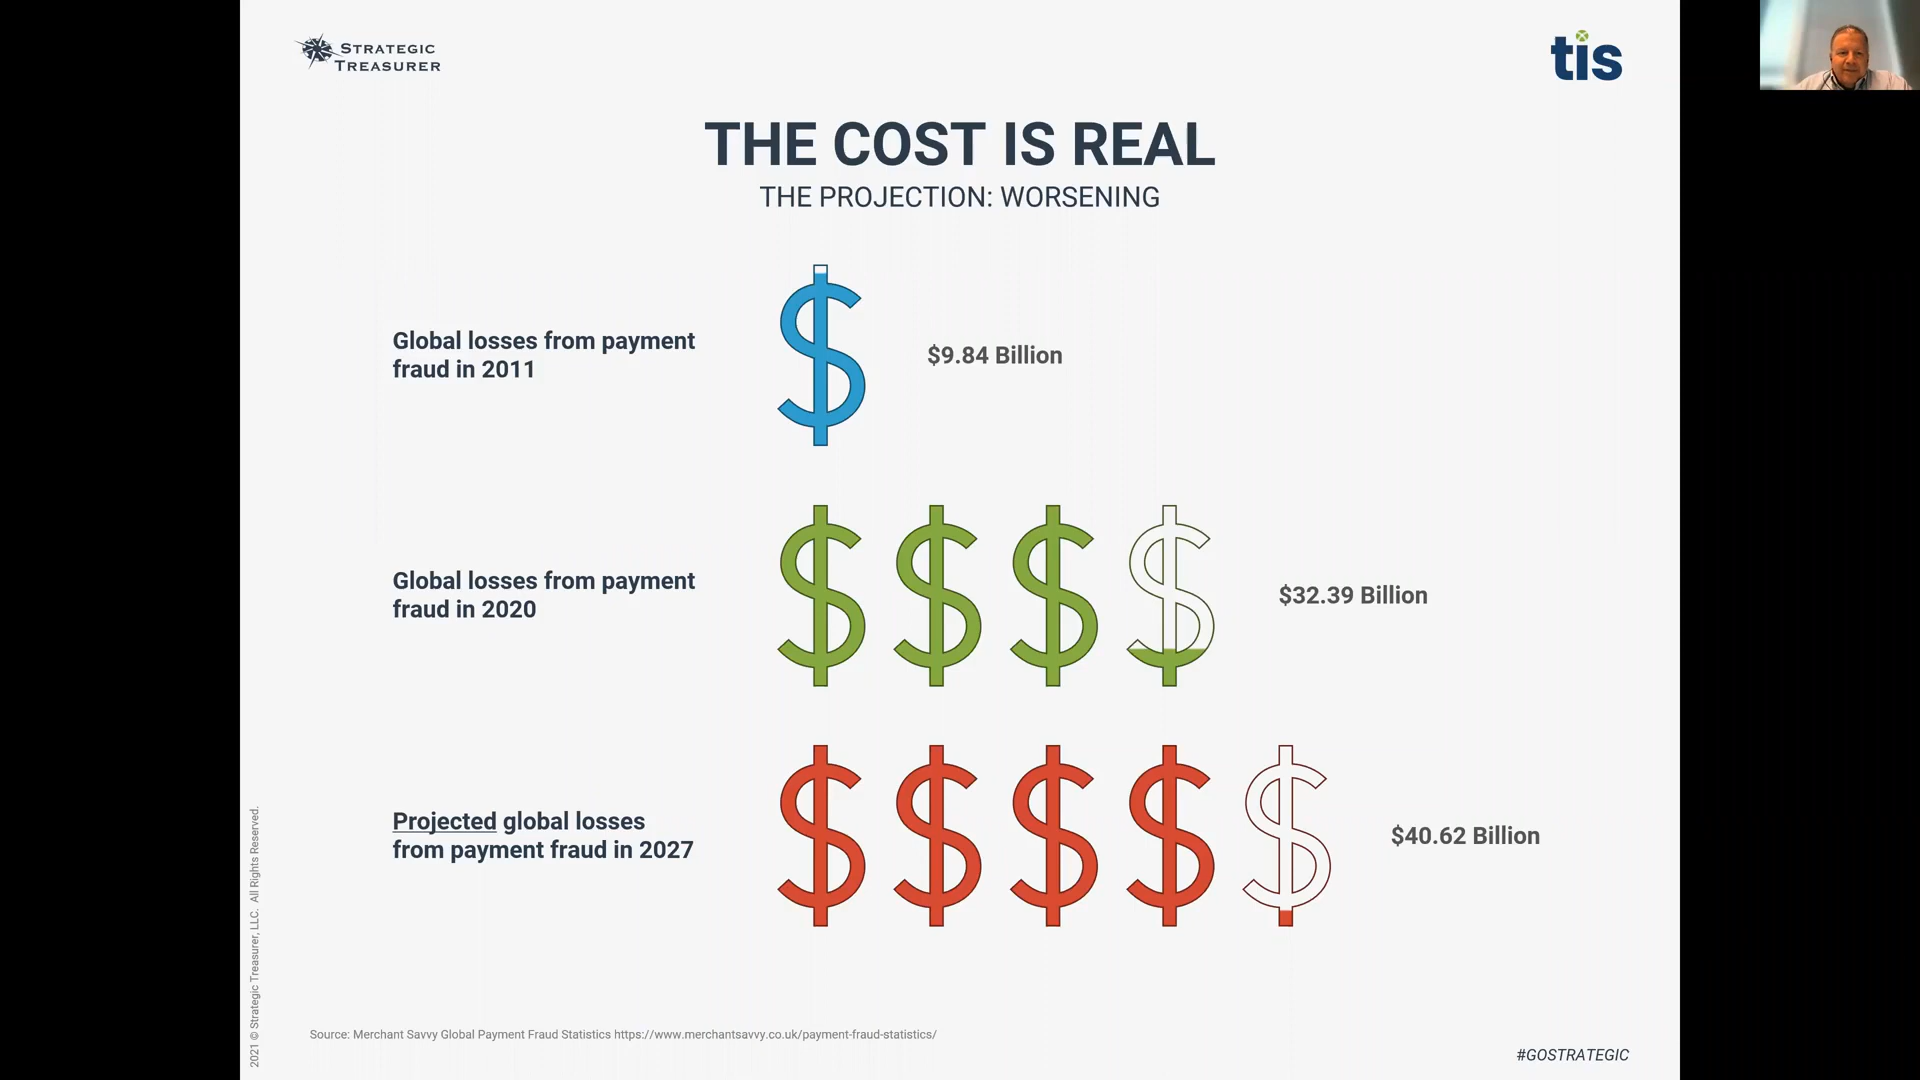 STRATEGIC
TREASURER
tis
THE COST IS REAL
THE PROJECTION: WORSENING
Global losses from payment
fraud in 2011
$9.84 Billion
Global losses from payment
fraud in 2020
$32.39 Billion
Projected global losses
from payment fraud in 2027
$40.62 Billion
2021 © Strategic Treasurer, LLC. All Rights Reserved.
Source: Merchant Savvy Global Payment Fraud Statistics https://www.merchantsavvy.co.uk/payment-fraud-statistics/
#GOSTRATEGIC